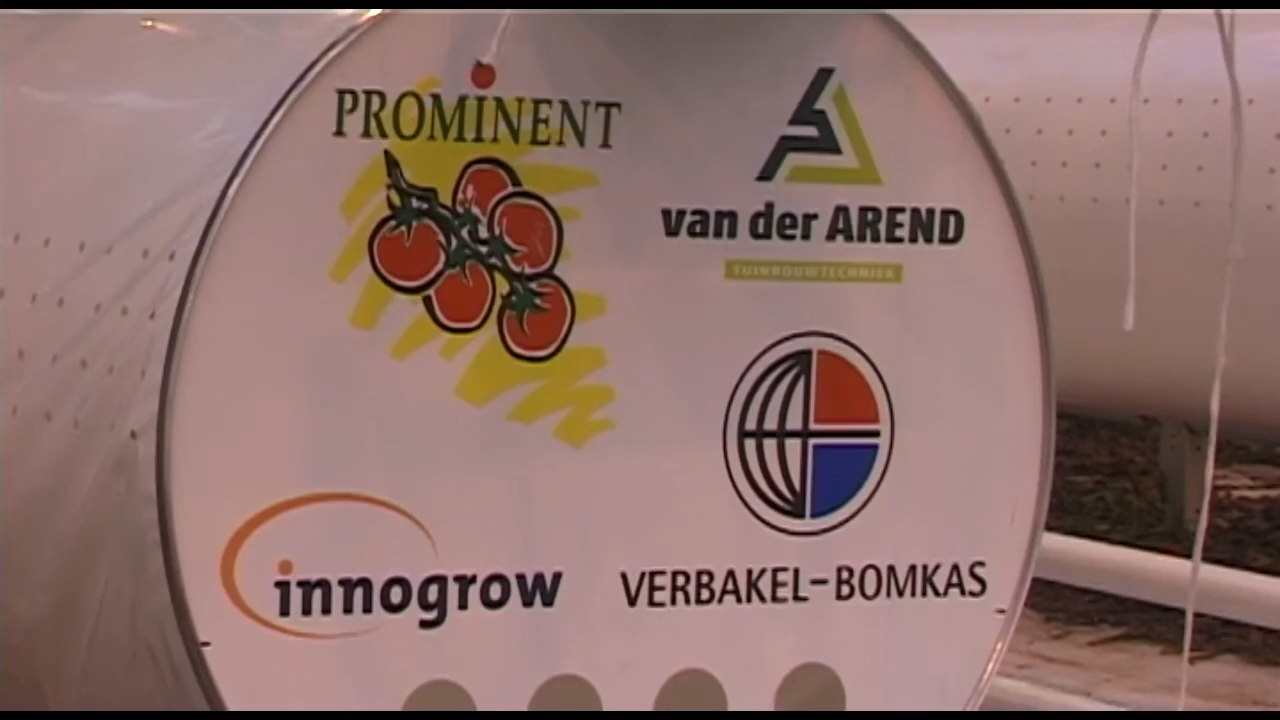 PROMINENT
van der AREND
TUINBOUWTECHNIEK
innogrow
VERBAKEL-BOMKAS